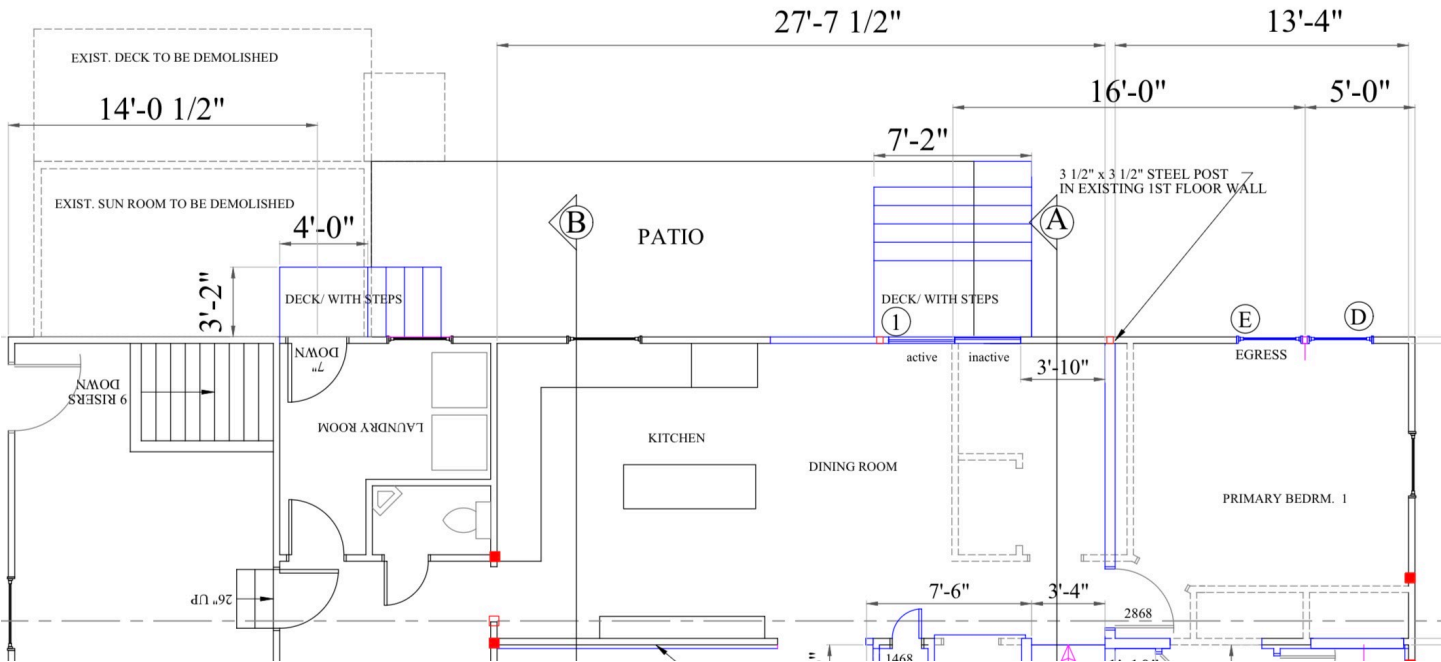 27'-7 1/2"
13'-4"
EXIST. DECK TO BE DEMOLISHED
14'-0 1/2"
16'-0"
5'-0"
7'-2"
3 1/2" x 3 1/2" STEEL POST
IN EXISTING 1ST FLOOR WALL
EXIST. SUN ROOM TO BE DEMOLISHED
4'-0"
B
A
PATIO
3'-2"
DECK/ WITH STEPS
DECK/ WITH STEPS
1
E
D
active
inactive
EGRESS
7"
DOWN
3'-10"
9 RISERS
DOWN
LAUNDRY ROOM
KITCHEN
DINING ROOM
PRIMARY BEDRM. 1
26" UP
7'-6"
3'-4"
2868
1468